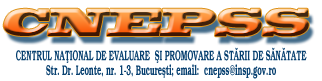 CNEPSS
CENTRUL NAȚIONAL DE EVALUARE ȘI PROMOVARE A STĂRII DE SĂNĂTATE
Str. Dr. Leonte, nr. 1-3, București; email: cnepss@insp.gov.ro